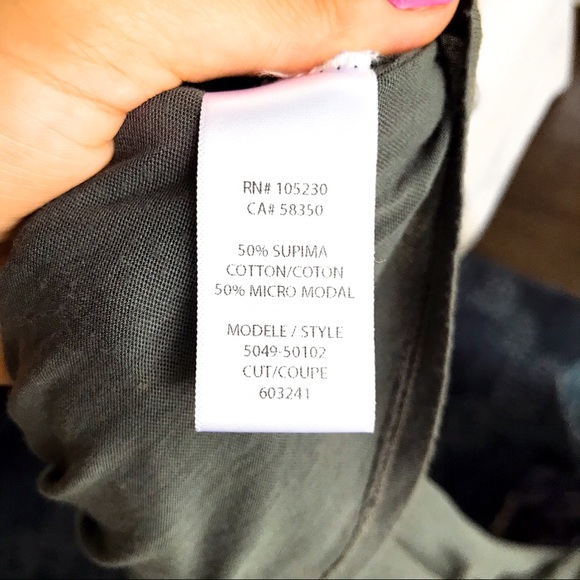 RN# 105230
CA# 58350
50% SUPIMA
COTTON/COTON
50% MICRO MODAL
MODELE / STYLE
5049-50102
CUT/COUPE
603241